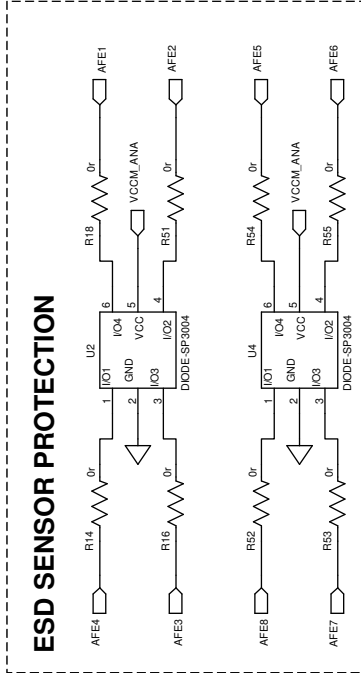 ESD SENSOR PROTECTION
AFE4
R14
0r
1
I/O1
U2
I/O4
6
R18
0r
AFE1
2
GND
VCC
5
VCCM_ANA
AFE3
R16
0r
3
I/O3
I/O2
4
R51
0r
AFE2
DIODE-SP3004
AFE8
R52
0r
1
I/O1
U4
I/O4
6
R54
0r
AFE5
2
GND
VCC
5
VCCM_ANA
AFE7
R53
0r
3
I/O3
I/O2
4
R55
0r
AFE6
DIODE-SP3004